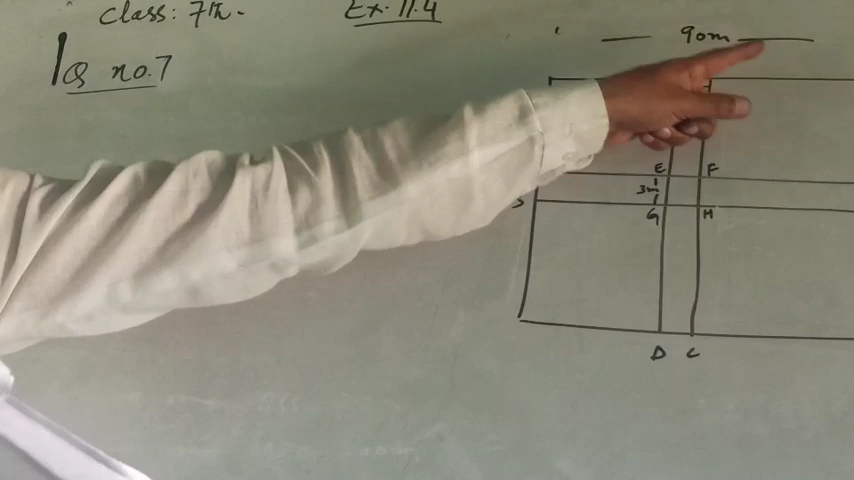 Class: 7th.
Ex. 11.4
Q no.7
90m
E F
3m
S
G H
D C